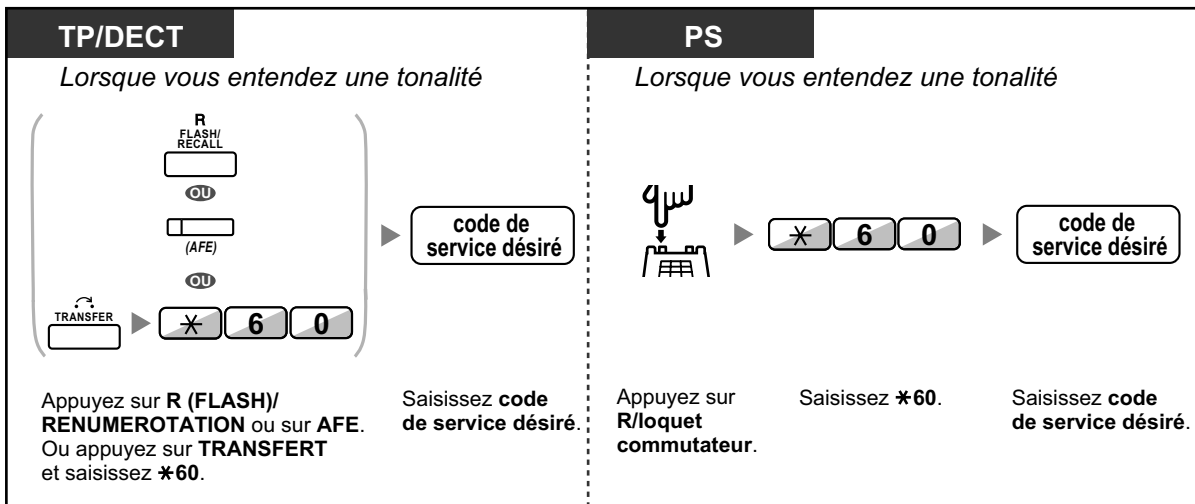 TP/DECT
Lorsque vous entendez une tonalité
R
FLASH/
RECALL
OU
(AFE)
OU
TRANSFER
* 6 0
code de
service désiré
Appuyez sur R (FLASH)/
RENUMEROTATION ou sur AFE.
Ou appuyez sur TRANSFERT
et saisissez *60.
Saisissez code
de service désiré.
PS
Lorsque vous entendez une tonalité
* 6 0
code de
service désiré
Appuyez sur
R/loquet
commutateur.
Saisissez *60.
Saisissez code
de service désiré.